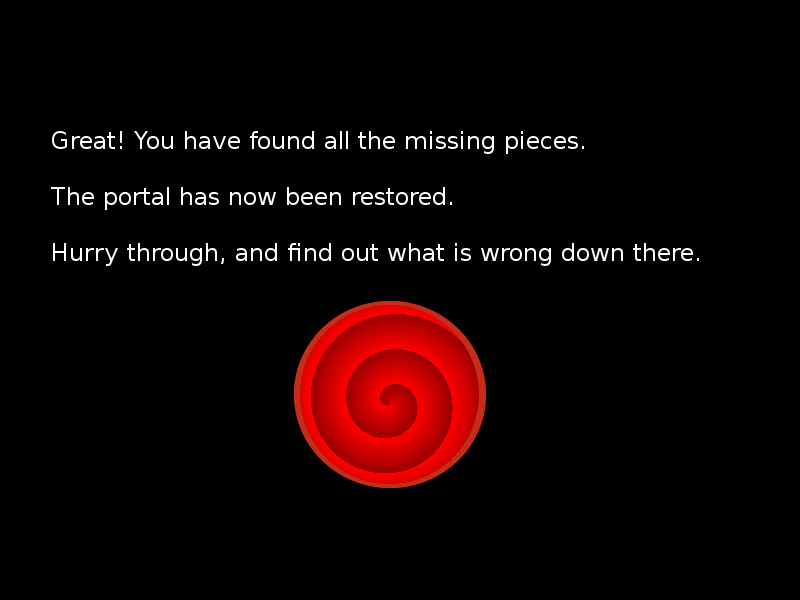 Great! You have found all the missing pieces.
The portal has now been restored.
Hurry through, and find out what is wrong down there.